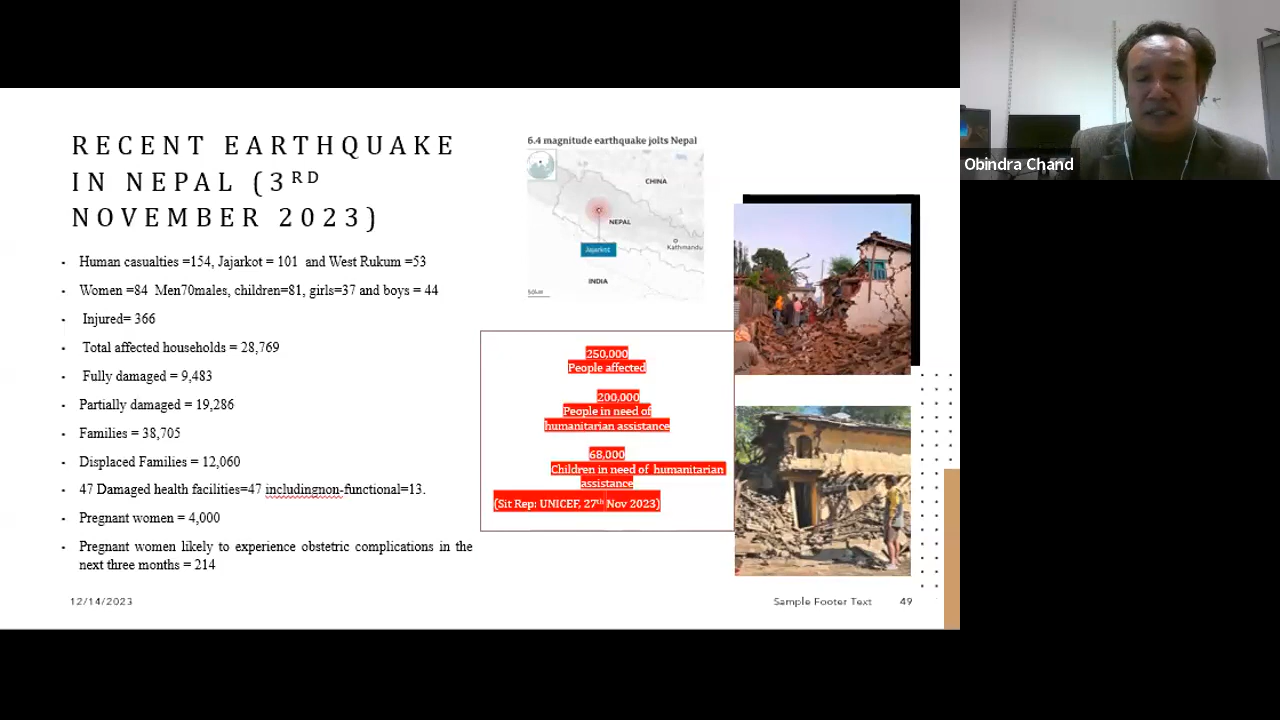 RECENT EARTHQUAKE
IN NEPAL (3RD
NOVEMBER 2023)
Human casualties =154, Jajarkot = 101 and West Rukum =53
Women =84 Men70males, children=81, girls=37 and boys = 44
Injured= 366
Total affected households = 28,769
Fully damaged = 9,483
Partially damaged = 19,286
Families = 38,705
Displaced Families = 12,060
47 Damaged health facilities=47 includingnon-functional=13.
Pregnant women = 4,000
Pregnant women likely to experience obstetric complications in the
next three months = 214
12/14/2023
6.4 magnitude earthquake jolts Nepal
CHINA
NEPAL
Kathmandu
Jajarkot
INDIA
50km
250,000
People affected
200,000
People in need of
humanitarian assistance
68,000
Children in need of humanitarian
assistance
(Sit Rep: UNICEF, 27th Nov 2023)
Sample Footer Text
49
Obindra Chand